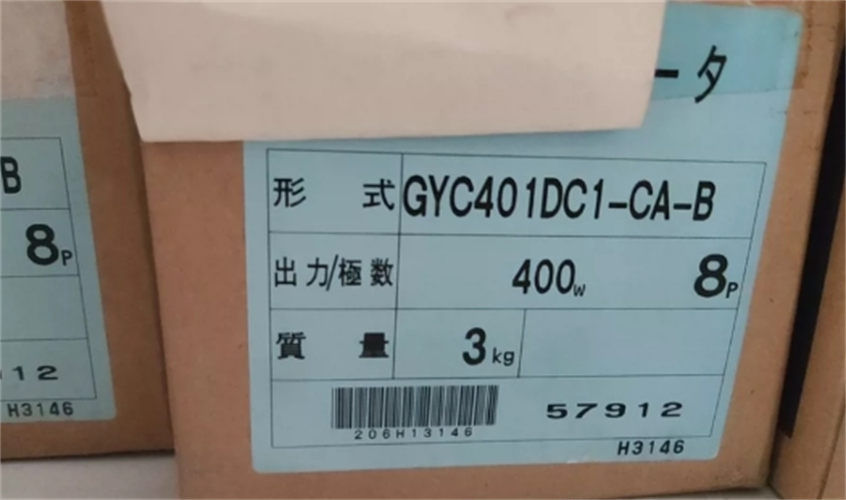 ータ
形 式 GYC401DC1-CA-B
出力/極数 400W 8P
質 量 3kg
57912
206H13146
H3146
B
8P
12
H3146